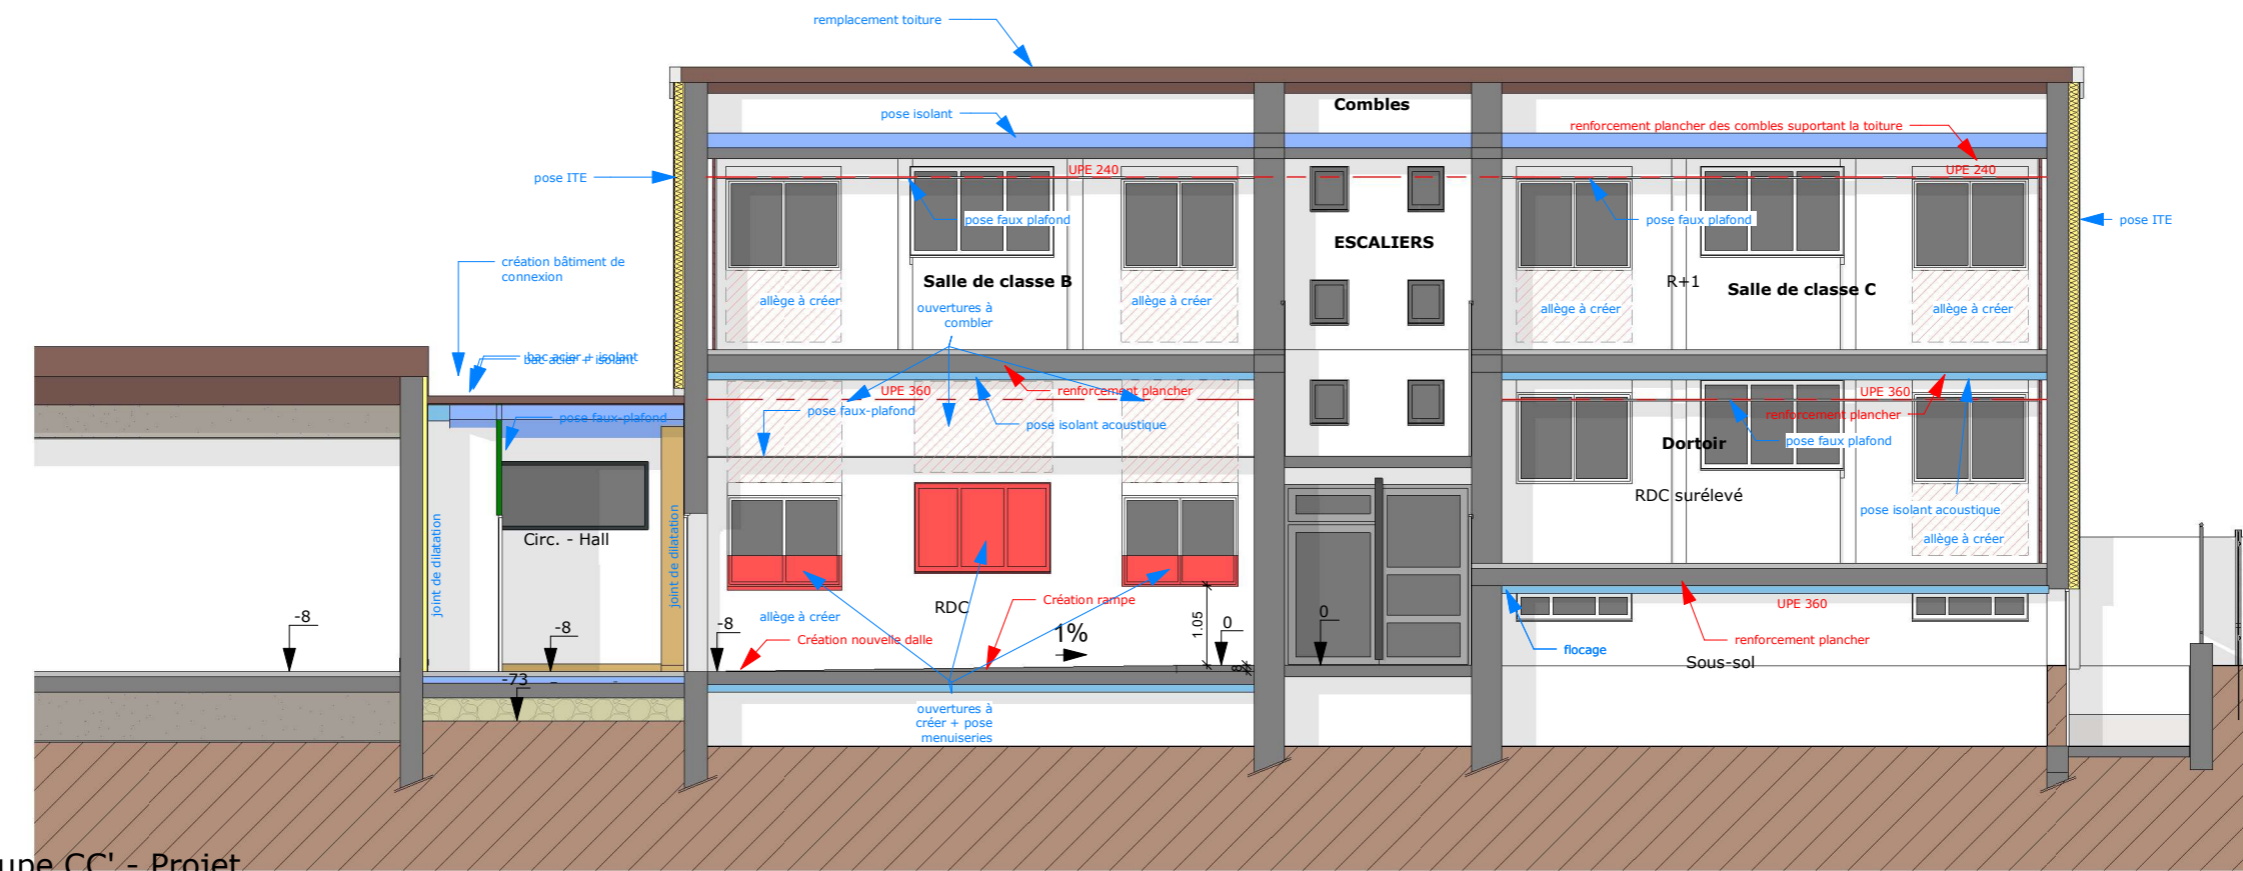 remplacement toiture
Combles
pose isolant
renforcement plancher des combles suportant la toiture
UPE 240
UPE 240
pose ITE
pose faux plafond
pose faux plafond
pose ITE
ESCALIERS
création bâtiment de
connexion
Salle de classe B
R+1
Salle de classe C
allège à créer
ouvertures à
combler
allège à créer
allège à créer
allège à créer
bac acier + isolant
bac acier + isolant
UPE 360
renforcement plancher
UPE 360
pose faux-plafond
pose faux-plafond
pose isolant acoustique
renforcement plancher
Dortoir
pose faux plafond
RDC surélevé
pose isolant acoustique
joint de dilatation
Circ. - Hall
joint de dilatation
allège à créer
RDC
Création rampe
UPE 360
allège à créer
-8
-8
-8
1%
1.05
0
0
Création nouvelle dalle
renforcement plancher
flocage
Sous-sol
8
-73
ouvertures à
créer + pose
menuiseries
upe CC' - Projet